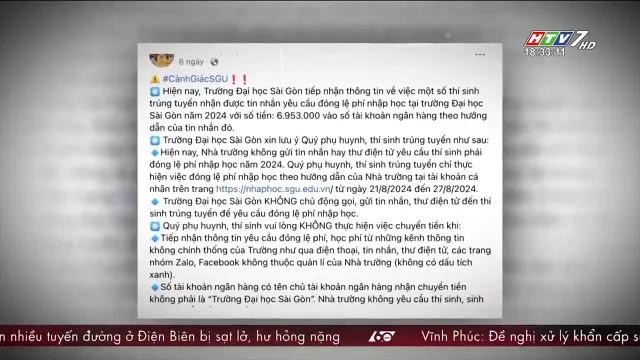 HTV7 HD
18:33:11
6 ngày
⚠️ #CảnhGiácSGU❗❗
Hiện nay, Trường Đại học Sài Gòn tiếp nhận thông tin về việc một số thí sinh
trúng tuyển nhận được tin nhắn yêu cầu đóng lệ phí nhập học tại trường Đại học
Sài Gòn năm 2024 với số tiền: 6.953.000 vào số tài khoản ngân hàng theo hướng
dẫn của tin nhắn đó.
Trường Đại học Sài Gòn xin lưu ý Quý phụ huynh, thí sinh trúng tuyển như sau:
🔹Hiện nay, Nhà trường không gửi tin nhắn hay thư điện tử yêu cầu thí sinh phải
đóng lệ phí nhập học năm 2024. Quý phụ huynh, thí sinh trúng tuyển chỉ thực
hiện việc đóng lệ phí nhập học theo hướng dẫn của Nhà trường tại tài khoản cá
nhân trên trang https://nhaphoc.sgu.edu.vn/ từ ngày 21/8/2024 đến 27/8/2024.
🔹Trường Đại học Sài Gòn KHÔNG chủ động gọi, gửi tin nhắn, thư điện tử đến thí
sinh trúng tuyển để yêu cầu đóng lệ phí nhập học.
Quý phụ huynh, thí sinh vui lòng KHÔNG thực hiện việc chuyển tiền khi:
🔹Tiếp nhận thông tin yêu cầu đóng lệ phí, học phí từ những kênh thông tin
không chính thống của Trường như qua điện thoại, tin nhắn, thư điện tử, các trang
nhóm Zalo, Facebook không thuộc quản lí của Nhà trường (không có dấu tích
xanh).
🔹Số tài khoản ngân hàng có tên chủ tài khoản ngân hàng nhận chuyển tiền
không phải là "Trường Đại học Sài Gòn". Nhà trường không yêu cầu thí sinh, sinh
n nhiều tuyến đường ở Điện Biên bị sạt lở, hư hỏng nặng 60 Vĩnh Phúc: Đề nghị xử lý khẩn cấp s